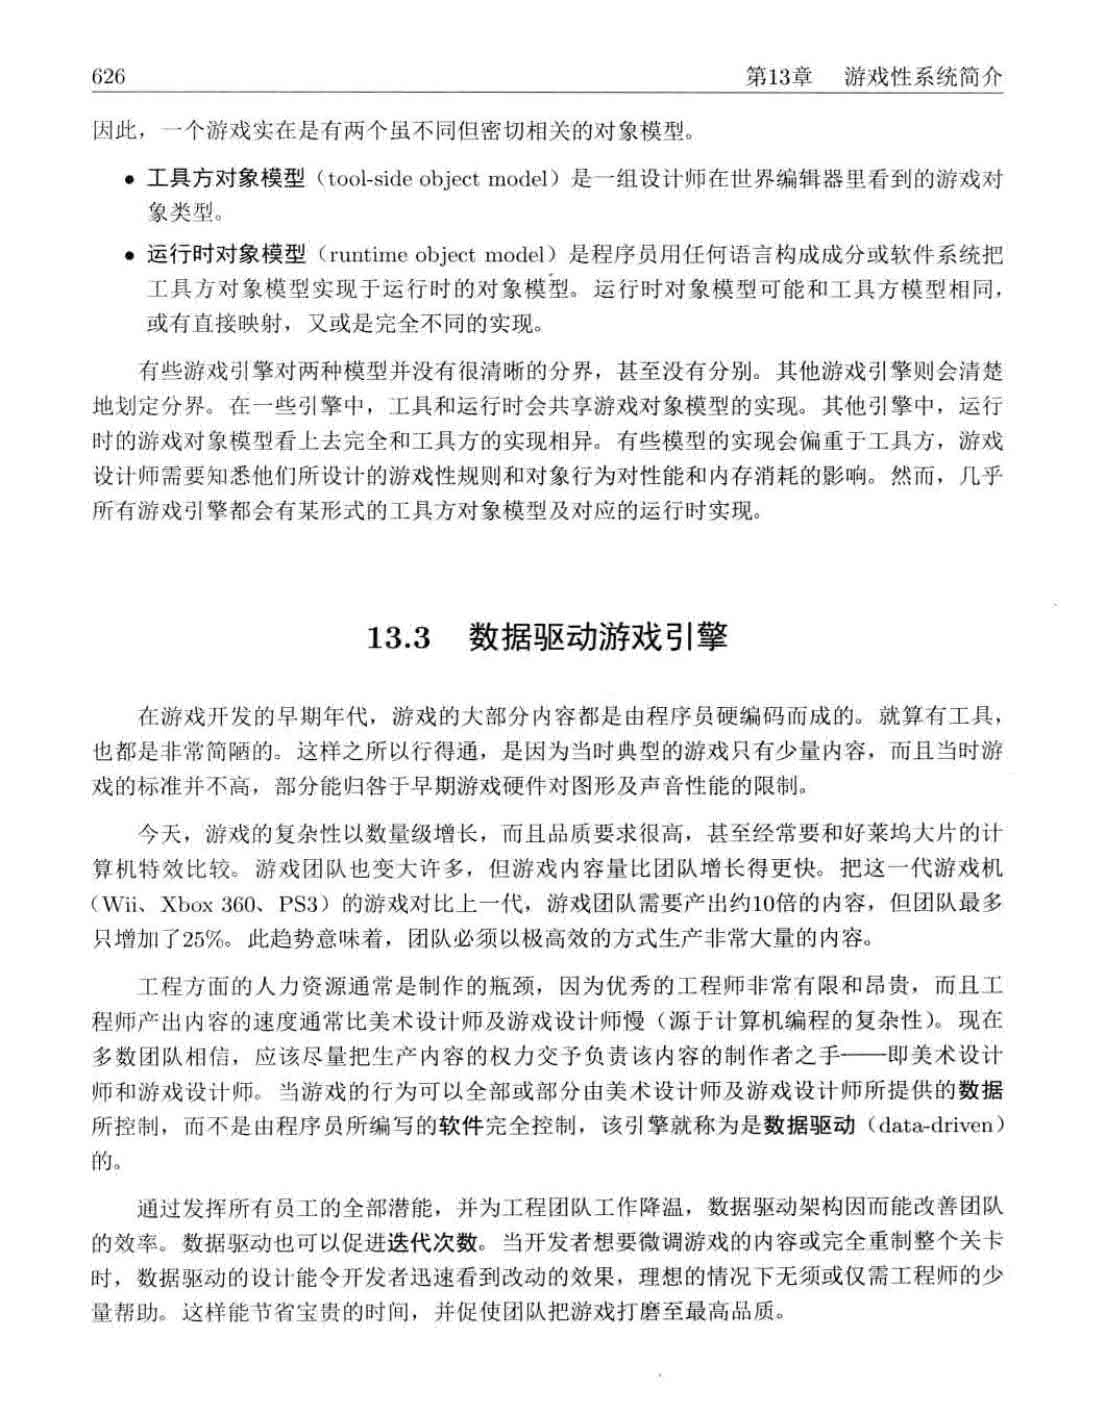 626 第13章 游戏性系统简介
因此，一个游戏实在是有两个虽不同但密切相关的对象模型。
● 工具方对象模型（tool-side object model）是一组设计师在世界编辑器里看到的游戏对
象类型。
● 运行时对象模型（runtime object model）是程序员用任何语言构成成分或软件系统把
工具方对象模型实现于运行时的对象模型。运行时对象模型可能和工具方模型相同，
或有直接映射，又或是完全不同的实现。
有些游戏引擎对两种模型并没有很清晰的分界，甚至没有分别。其他游戏引擎则会清楚
地划定分界。在一些引擎中，工具和运行时会共享游戏对象模型的实现。其他引擎中，运行
时的游戏对象模型看上去完全和工具方的实现相异。有些模型的实现会偏重于工具方，游戏
设计师需要知悉他们所设计的游戏性规则和对象行为对性能和内存消耗的影响。然而，几乎
所有游戏引擎都会有某形式的工具方对象模型及对应的运行时实现。
13.3 数据驱动游戏引擎
在游戏开发的早期年代，游戏的大部分内容都是由程序员硬编码而成的。就算有工具，
也都是非常简陋的。这样之所以行得通，是因为当时典型的游戏只有少量内容，而且当时游
戏的标准并不高，部分能归咎于早期游戏硬件对图形及声音性能的限制。
今天，游戏的复杂性以数量级增长，而且品质要求很高，甚至经常要和好莱坞大片的计
算机特效比较。游戏团队也变大许多，但游戏内容量比团队增长得更快。把这一代游戏机
（Wii、Xbox 360、PS3）的游戏对比上一代，游戏团队需要产出约10倍的内容，但团队最多
只增加了25%。此趋势意味着，团队必须以极高效的方式生产非常大量的内容。
工程方面的人力资源通常是制作的瓶颈，因为优秀的工程师非常有限和昂贵，而且工
程师产出内容的速度通常比美术设计师及游戏设计师慢（源于计算机编程的复杂性）。现在
多数团队相信，应该尽量把生产内容的权力交予负责该内容的制作者之手——即美术设计
师和游戏设计师。当游戏的行为可以全部或部分由美术设计师及游戏设计师所提供的数据
所控制，而不是由程序员所编写的软件完全控制，该引擎就称为是数据驱动（data-driven）
的。
通过发挥所有员工的全部潜能，并为工程团队工作降温，数据驱动架构因而能改善团队
的效率。数据驱动也可以促进迭代次数。当开发者想要微调游戏的内容或完全重制整个关卡
时，数据驱动的设计能令开发者迅速看到改动的效果，理想的情况下无须或仅需工程师的少
量帮助。这样能节省宝贵的时间，并促使团队把游戏打磨至最高品质。